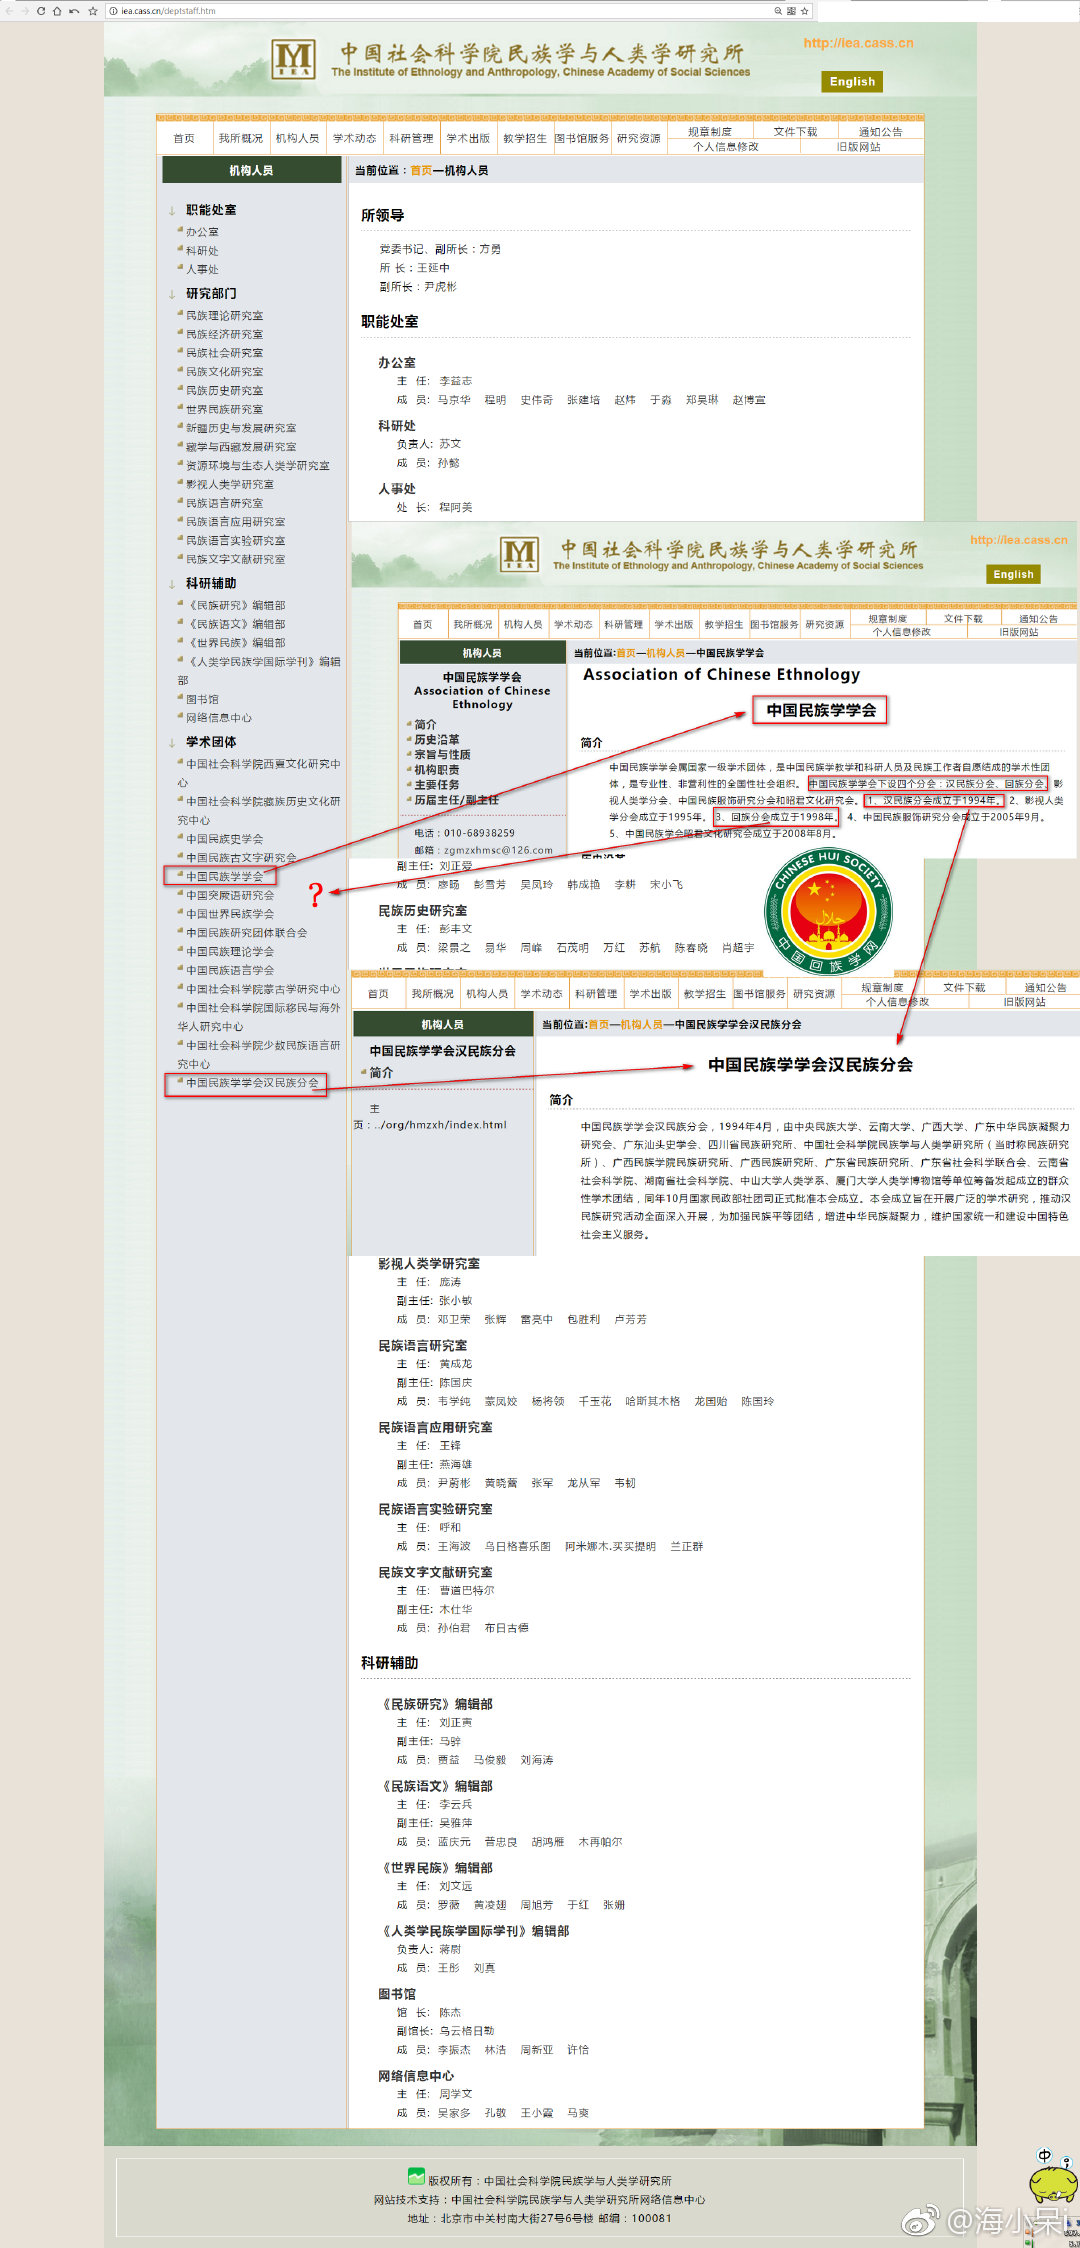 iea.cass.cn/deptstaff.htm
中国社会科学院民族学与人类学研究所
The Institute of Ethnology and Anthropology, Chinese Academy of Social Sciences
http://iea.cass.cn
English
首页 我所概况 机构人员 学术动态 科研管理 学术出版 教学招生 图书馆服务 研究资源
规章制度 文件下载 通知公告
个人信息修改 旧版网站
机构人员
职能处室
办公室
科研处
人事处
研究部门
民族理论研究室
民族经济研究室
民族社会研究室
民族文化研究室
民族历史研究室
世界民族研究室
新疆历史与发展研究室
藏学与西藏发展研究室
资源环境与生态人类学研究室
影视人类学研究室
民族语言研究室
民族语言应用研究室
民族语言实验研究室
民族文字文献研究室
科研辅助
《民族研究》编辑部
《民族语文》编辑部
《世界民族》编辑部
《人类学民族学国际学刊》编辑
部
图书馆
网络信息中心
学术团体
中国社会科学院西夏文化研究中
心
中国社会科学院藏族历史文化研
究中心
中国民族史学会
中国民族古文字研究会
中国民族学学会
中国突厥语研究会
中国世界民族学会
中国民族研究团体联合会
中国民族理论学会
中国民族语言学会
中国社会科学院蒙古学研究中心
中国社会科学院国际移民与海外
华人研究中心
中国社会科学院少数民族语言研
究中心
中国民族学学会汉民族分会
当前位置：首页—机构人员
所领导
党委书记、副所长：方勇
所 长：王延中
副所长：尹虎彬
职能处室
办公室
主 任： 李益志
成 员： 马京华 程明 史伟奇 张建培 赵炜 于淼 郑昊琳 赵博宣
科研处
负责人： 苏文
成 员： 孙懿
人事处
处 长： 程阿美
中国社会科学院民族学与人类学研究所
The Institute of Ethnology and Anthropology, Chinese Academy of Social Sciences
http://iea.cass.cn
English
首页 我所概况 机构人员 学术动态 科研管理 学术出版 教学招生 图书馆服务 研究资源
规章制度 文件下载 通知公告
个人信息修改 旧版网站
机构人员
中国民族学学会
Association of Chinese
Ethnology
简介
历史沿革
宗旨与性质
机构职责
主要任务
历届主任/副主任
电话：010-68938259
邮箱：zgmzxhmsc@126.com
当前位置:首页—机构人员—中国民族学学会
Association of Chinese Ethnology
中国民族学学会
简介
中国民族学学会属国家一级学术团体，是中国民族学教学和科研人员及民族工作者自愿结成的学术性团
体，是专业性、非营利性的全国性社会组织。 中国民族学学会下设四个分会：汉民族分会、回族分会、影
视人类学分会、中国民族服饰研究分会和昭君文化研究会。 1、汉民族分会成立于1994年。 2、影视人类
学分会成立于1995年。 3、回族分会成立于1998年。 4、中国民族服饰研究分会成立于2005年9月。
5、中国民族学会昭君文化研究会成立于2008年8月。
历史沿革
?
副主任： 刘正爱
成 员： 廖旸 彭雪芳 吴凤玲 韩成艳 李耕 宋小飞
民族历史研究室
主 任： 彭丰文
成 员： 梁景之 易华 周峰 石茂明 万红 苏航 陈春晓 肖超宇
CHINESE HUI SOCIETY
حلال
中国回族学网
首页 我所概况 机构人员 学术动态 科研管理 学术出版 教学招生 图书馆服务 研究资源
规章制度 文件下载 通知公告
个人信息修改 旧版网站
机构人员
中国民族学学会汉民族分会
简介
主
页：../org/hmzxh/index.html
当前位置:首页—机构人员—中国民族学学会汉民族分会
中国民族学学会汉民族分会
简介
中国民族学学会汉民族分会，1994年4月，由中央民族大学、云南大学、广西大学、广东中华民族凝聚力
研究会、广东汕头史学会、四川省民族研究所、中国社会科学院民族学与人类学研究所（当时称民族研究
所）、广西民族学院民族研究所、广西民族研究所、广东省民族研究所、广东省社会科学联合会、云南省
社会科学院、湖南省社会科学院、中山大学人类学系、厦门大学人类学博物馆等单位筹备发起成立的群众
性学术团结，同年10月国家民政部社团司正式批准本会成立。本会成立旨在开展广泛的学术研究，推动汉
民族研究活动全面深入开展，为加强民族平等团结，增进中华民族凝聚力，维护国家统一和建设中国特色
社会主义服务。
影视人类学研究室
主 任： 庞涛
副主任： 张小敏
成 员： 邓卫荣 张辉 雷亮中 包胜利 卢芳芳
民族语言研究室
主 任： 黄成龙
副主任： 陈国庆
成 员： 韦学纯 蒙凤姣 杨将领 千玉花 哈斯其木格 龙国贻 陈国玲
民族语言应用研究室
主 任： 王锋
副主任： 燕海雄
成 员： 尹蔚彬 黄晓蕾 张军 龙从军 韦韧
民族语言实验研究室
主 任： 呼和
成 员： 王海波 乌日格喜乐图 阿米娜木.买买提明 兰正群
民族文字文献研究室
主 任： 曹道巴特尔
副主任： 木仕华
成 员： 孙伯君 布日古德
科研辅助
《民族研究》编辑部
主 任： 刘正寅
副主任： 马骍
成 员： 贾益 马俊毅 刘海涛
《民族语文》编辑部
主 任： 李云兵
副主任： 吴雅萍
成 员： 蓝庆元 普忠良 胡鸿雁 木再帕尔
《世界民族》编辑部
主 任： 刘文远
成 员： 罗薇 黄凌翅 周旭芳 于红 张姗
《人类学民族学国际学刊》编辑部
负责人： 蒋尉
成 员： 王彤 刘真
图书馆
馆 长： 陈杰
副馆长： 乌云格日勒
成 员： 李振杰 林浩 周新亚 许恰
网络信息中心
主 任： 周学文
成 员： 吴家多 孔敬 王小霞 马爽
版权所有：中国社会科学院民族学与人类学研究所
网站技术支持：中国社会科学院民族学与人类学研究所网络信息中心
地址：北京市中关村南大街27号6号楼 邮编：100081
中
@海小呆i